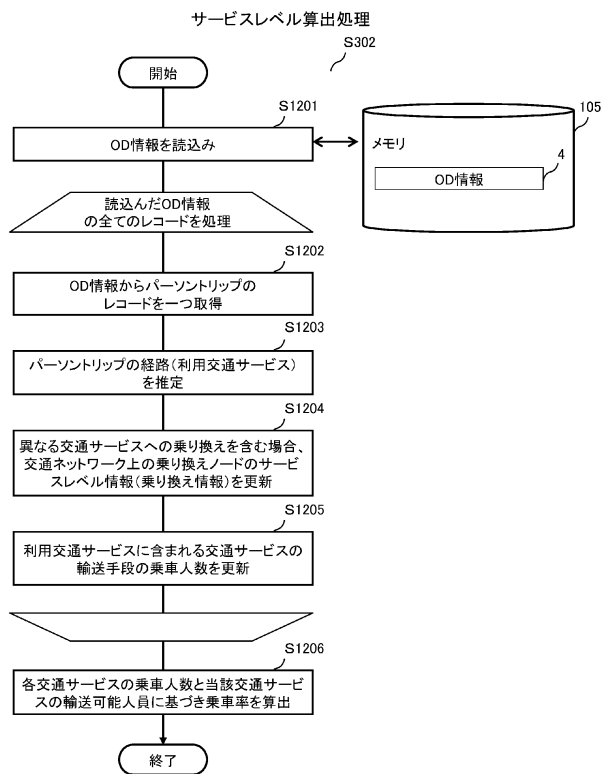 サービスレベル算出処理
S302
開始
S1201
OD情報を読込み
105
メモリ
4
OD情報
読込んだOD情報
の全てのレコードを処理
S1202
OD情報からパーソントリップの
レコードを一つ取得
S1203
パーソントリップの経路(利用交通サービス)
を推定
S1204
異なる交通サービスへの乗り換えを含む場合、
交通ネットワーク上の乗り換えノードのサービ
スレベル情報(乗り換え情報)を更新
S1205
利用交通サービスに含まれる交通サービスの
輸送手段の乗車人数を更新
S1206
各交通サービスの乗車人数と当該交通サービ
スの輸送可能人員に基づき乗車率を算出
終了